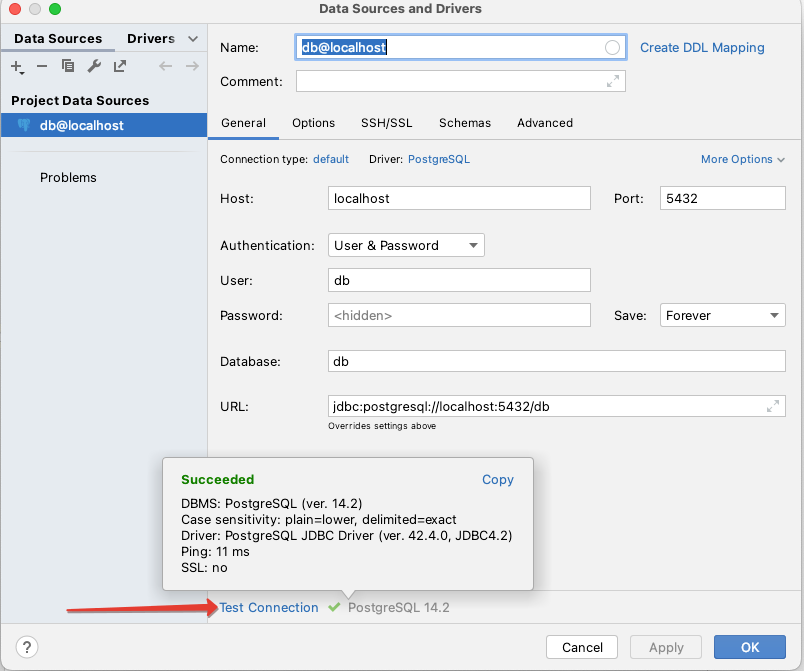 Data Sources and Drivers
Data Sources
Drivers
Project Data Sources
db@localhost
Problems
Name:
db@localhost
Create DDL Mapping
Comment:
General
Options
SSH/SSL
Schemas
Advanced
Connection type: default
Driver: PostgreSQL
More Options
Host:
localhost
Port:
5432
Authentication:
User & Password
User:
db
Password:
<hidden>
Save:
Forever
Database:
db
URL:
jdbc:postgresql://localhost:5432/db
Overrides settings above
Succeeded
Copy
DBMS: PostgreSQL (ver. 14.2)
Case sensitivity: plain=lower, delimited=exact
Driver: PostgreSQL JDBC Driver (ver. 42.4.0, JDBC4.2)
Ping: 11 ms
SSL: no
Test Connection
PostgreSQL 14.2
?
Cancel
Apply
OK